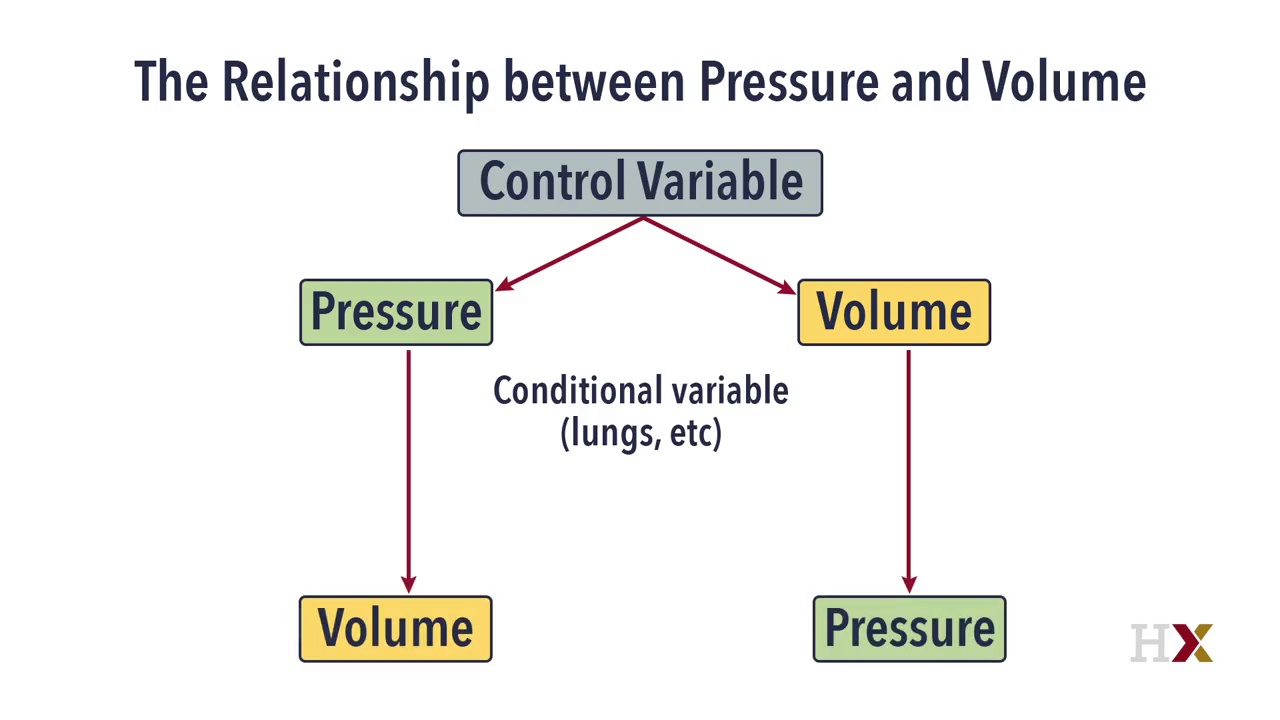 The Relationship between Pressure and Volume
Control Variable
Pressure
Volume
Conditional variable
(lungs, etc)
Volume
Pressure
HX